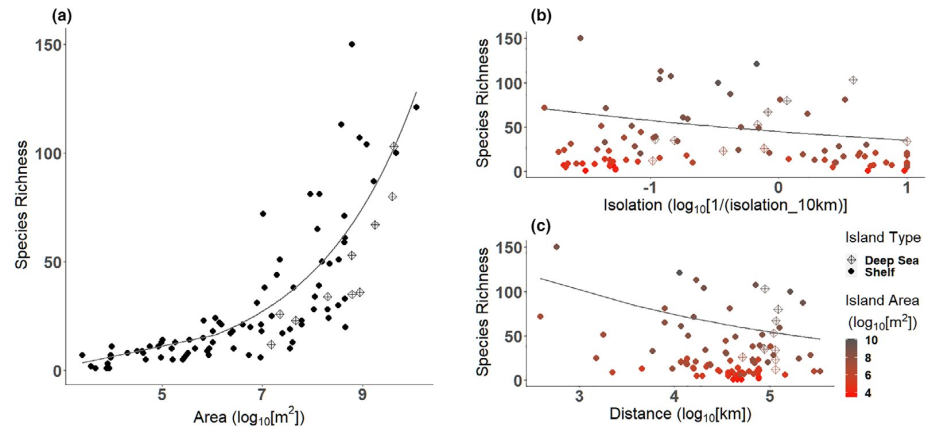 (a)
Species Richness
150
100
50
0
5
7
9
Area (log₁₀[m²])
(b)
Species Richness
150
100
50
0
-1
0
1
Isolation (log₁₀[1/(isolation_10km)]
(c)
Species Richness
150
100
50
0
3
4
5
Distance (log₁₀[km])
Island Type
Deep Sea
Shelf
Island Area
(log₁₀[m²])
10
8
6
4